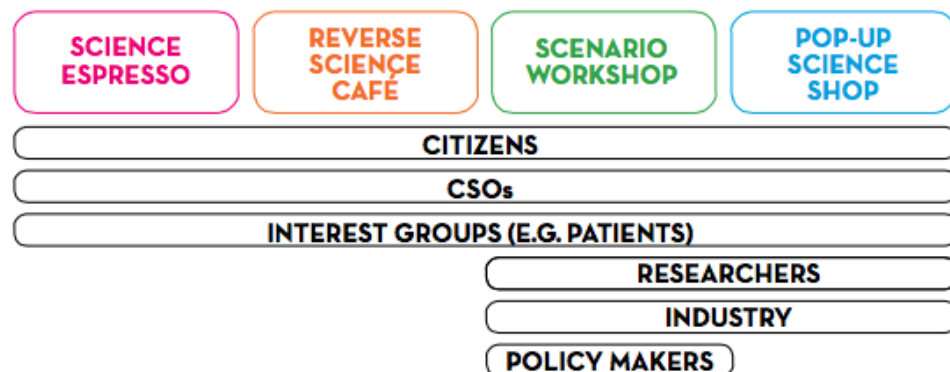 SCIENCE
ESPRESSO
REVERSE
SCIENCE
CAFÉ
SCENARIO
WORKSHOP
POP-UP
SCIENCE
SHOP
CITIZENS
CSOs
INTEREST GROUPS (E.G. PATIENTS)
RESEARCHERS
INDUSTRY
POLICY MAKERS